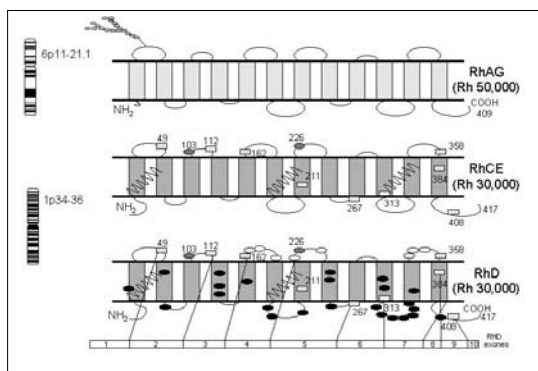 6p11-21.1
RhAG
(Rh 50,000)
NH2
COOH
409
49
103
112
162
226
211
267
313
358
384
408
417
RhCE
(Rh 30,000)
NH2
1p34-36
49
103
112
162
226
211
267
313
358
384
408
417
RhD
(Rh 30,000)
NH2
COOH
1 2 3 4 5 6 7 8 9 10
RHD
exones